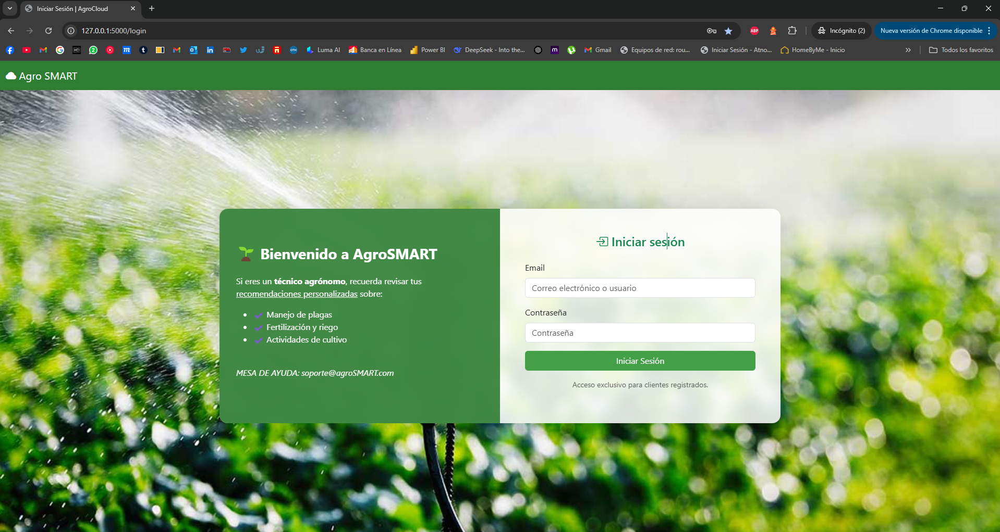 Iniciar Sesión | AgroCloud
127.0.0.1:5000/login
ABP
Incógnito (2)
Nueva versión de Chrome disponible
HD
2
OTH
Luma AI
Banca en Línea
Power BI
DeepSeek - Into the...
Gmail
Equipos de red: rou...
Iniciar Sesión - Atno...
HomeByMe - Inicio
»
Todos los favoritos
Agro SMART
Bienvenido a AgroSMART
Si eres un técnico agrónomo, recuerda revisar tus
recomendaciones personalizadas sobre:
Manejo de plagas
Fertilización y riego
Actividades de cultivo
MESA DE AYUDA: soporte@agroSMART.com
Iniciar sesión
Email
Correo electrónico o usuario
Contraseña
Contraseña
Iniciar Sesión
Acceso exclusivo para clientes registrados.